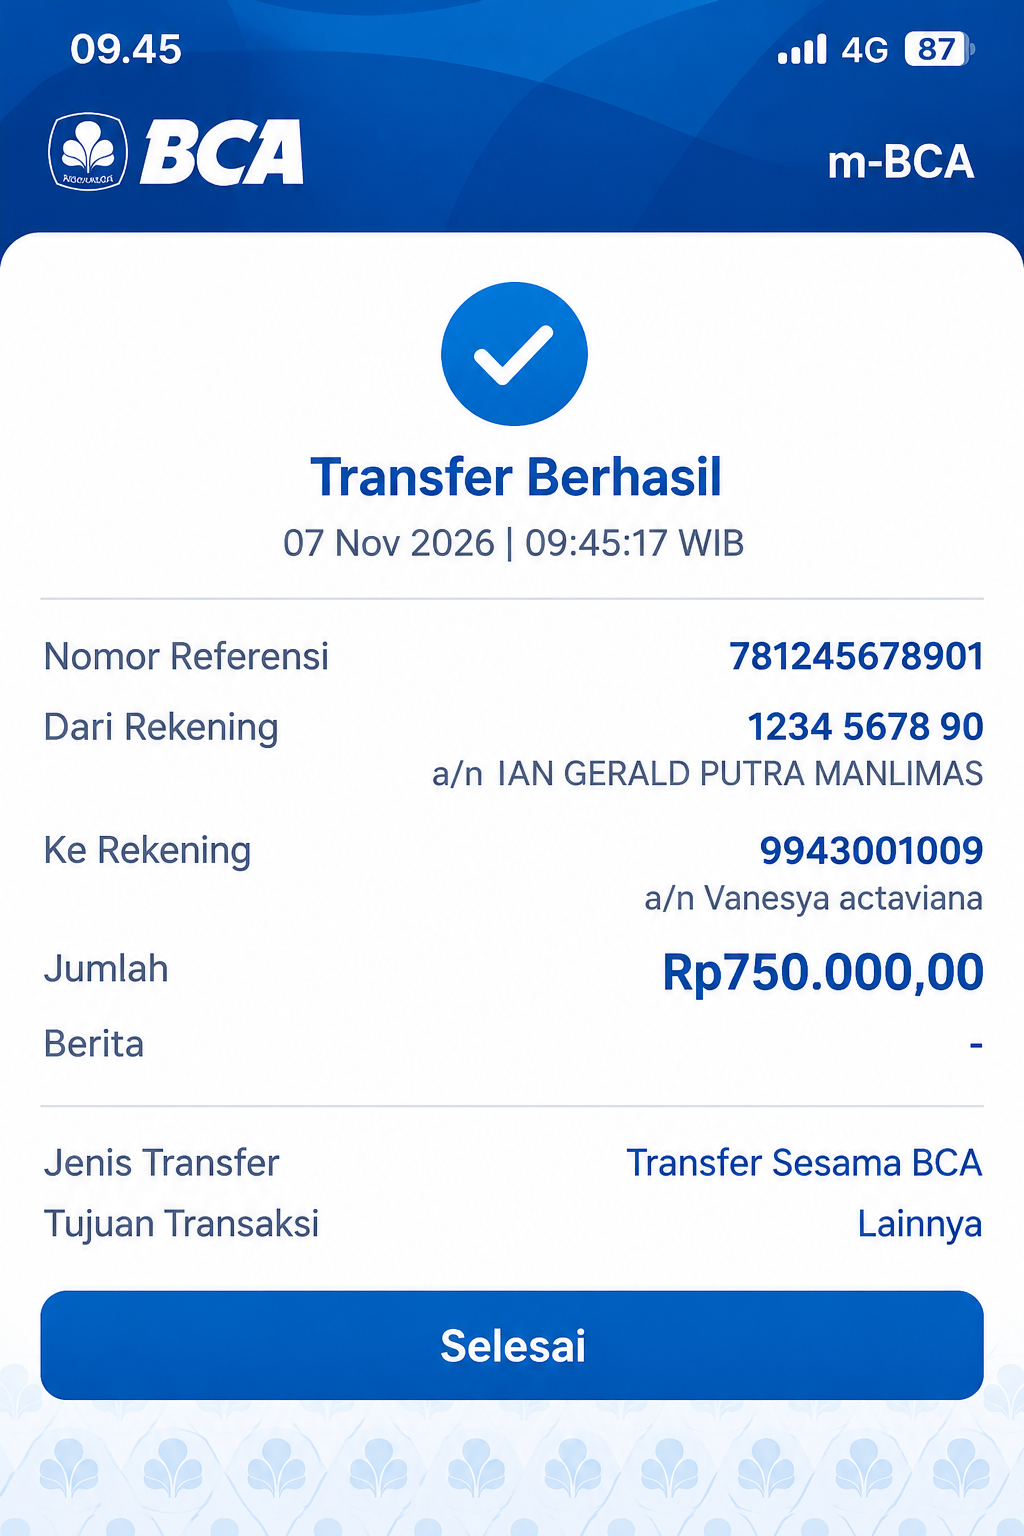 09.45 4G 87
BCA
m-BCA
Transfer Berhasil
07 Nov 2026 | 09:45:17 WIB
Nomor Referensi 781245678901
Dari Rekening 1234 5678 90
a/n IAN GERALD PUTRA MANLIMAS
Ke Rekening 9943001009
a/n Vanesya actaviana
Jumlah Rp750.000,00
Berita -
Jenis Transfer Transfer Sesama BCA
Tujuan Transaksi Lainnya
Selesai